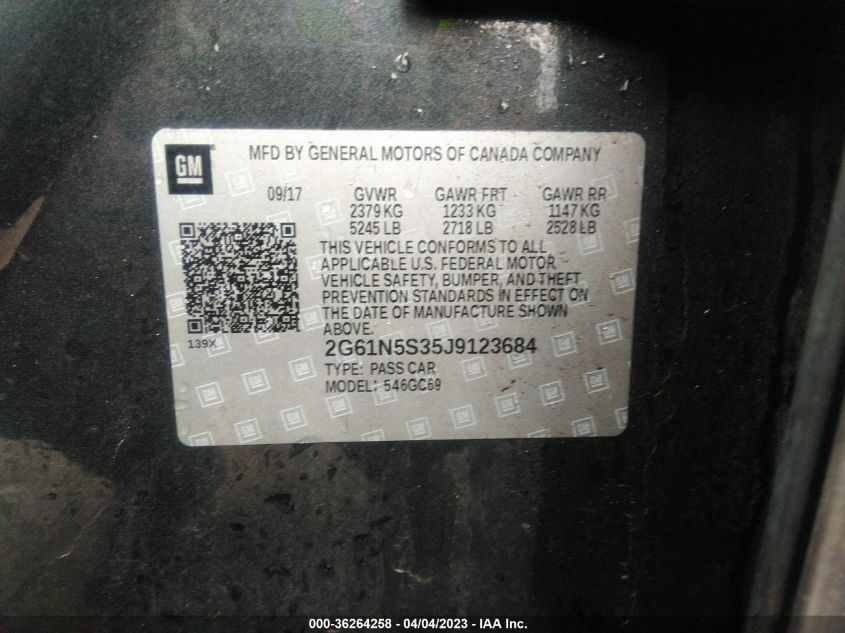 GM
MFD BY GENERAL MOTORS OF CANADA COMPANY
09/17 GVWR GAWR FRT GAWR RR
2379 KG 1233 KG 1147 KG
5245 LB 2718 LB 2528 LB
THIS VEHICLE CONFORMS TO ALL
APPLICABLE U.S. FEDERAL MOTOR
VEHICLE SAFETY, BUMPER, AND THEFT
PREVENTION STANDARDS IN EFFECT ON
THE DATE OF MANUFACTURE SHOWN
ABOVE.
139X
2G61N5S35J9123684
TYPE: PASS CAR
MODEL: 546GC69
000-36264258 - 04/04/2023 - IAA Inc.